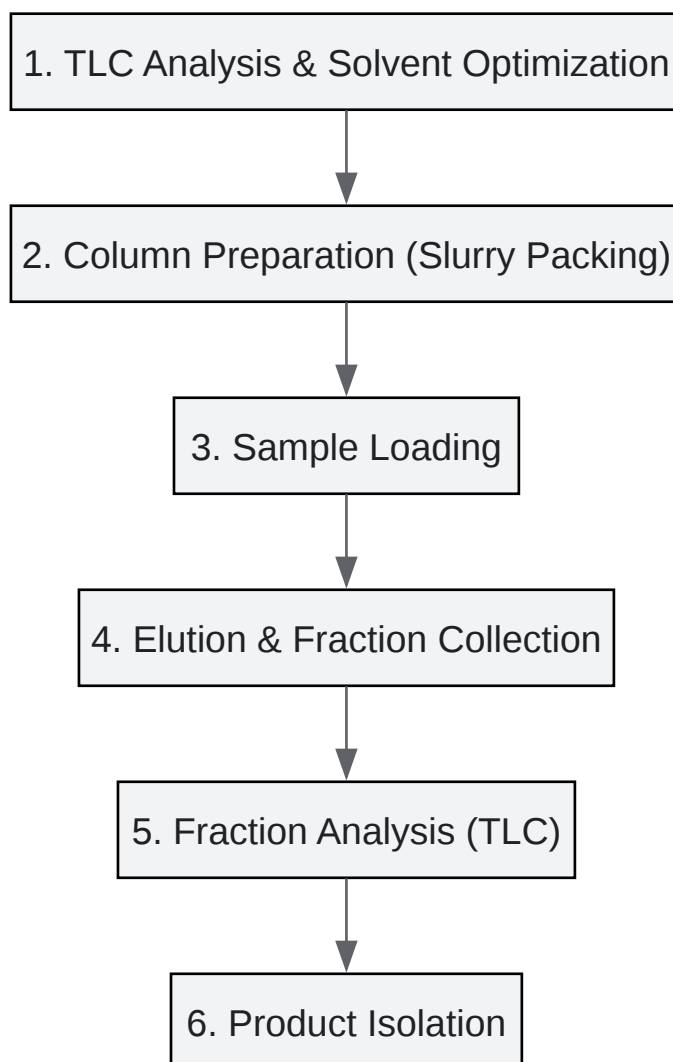 1. TLC Analysis & Solvent Optimization
2. Column Preparation (Slurry Packing)
3. Sample Loading
4. Elution & Fraction Collection
5. Fraction Analysis (TLC)
6. Product Isolation